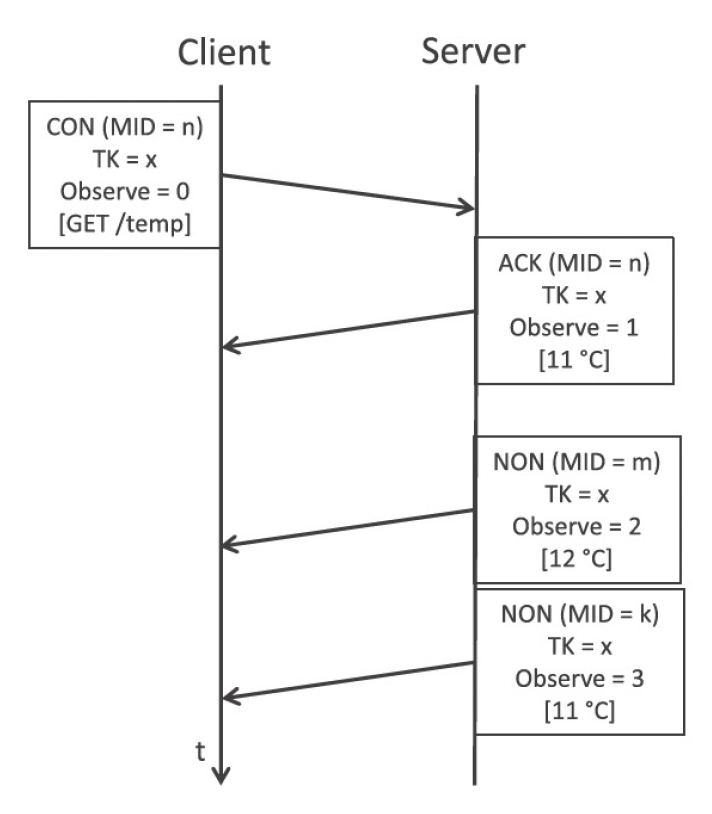 Client
Server
CON (MID = n)
TK = x
Observe = 0
[GET /temp]
ACK (MID = n)
TK = x
Observe = 1
[11 °C]
NON (MID = m)
TK = x
Observe = 2
[12 °C]
NON (MID = k)
TK = x
Observe = 3
[11 °C]
t